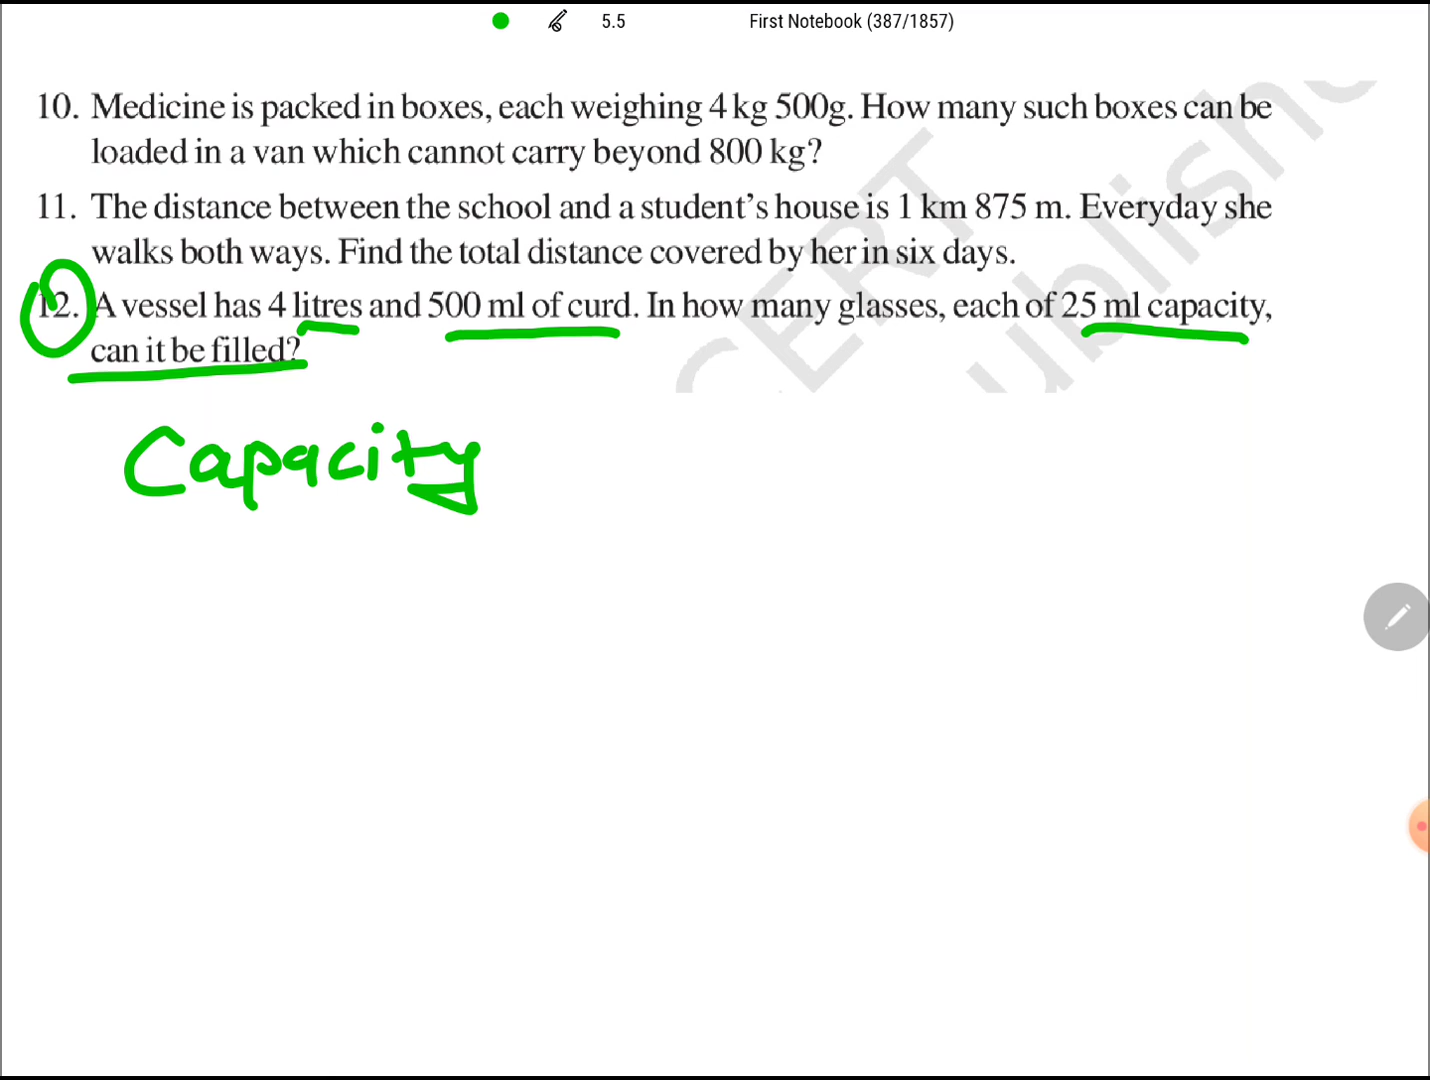 5.5 First Notebook (387/1857)
10. Medicine is packed in boxes, each weighing 4 kg 500g. How many such boxes can be
loaded in a van which cannot carry beyond 800 kg?
11. The distance between the school and a student’s house is 1 km 875 m. Everyday she
walks both ways. Find the total distance covered by her in six days.
12. A vessel has 4 litres and 500 ml of curd. In how many glasses, each of 25 ml capacity,
can it be filled?
Capacity